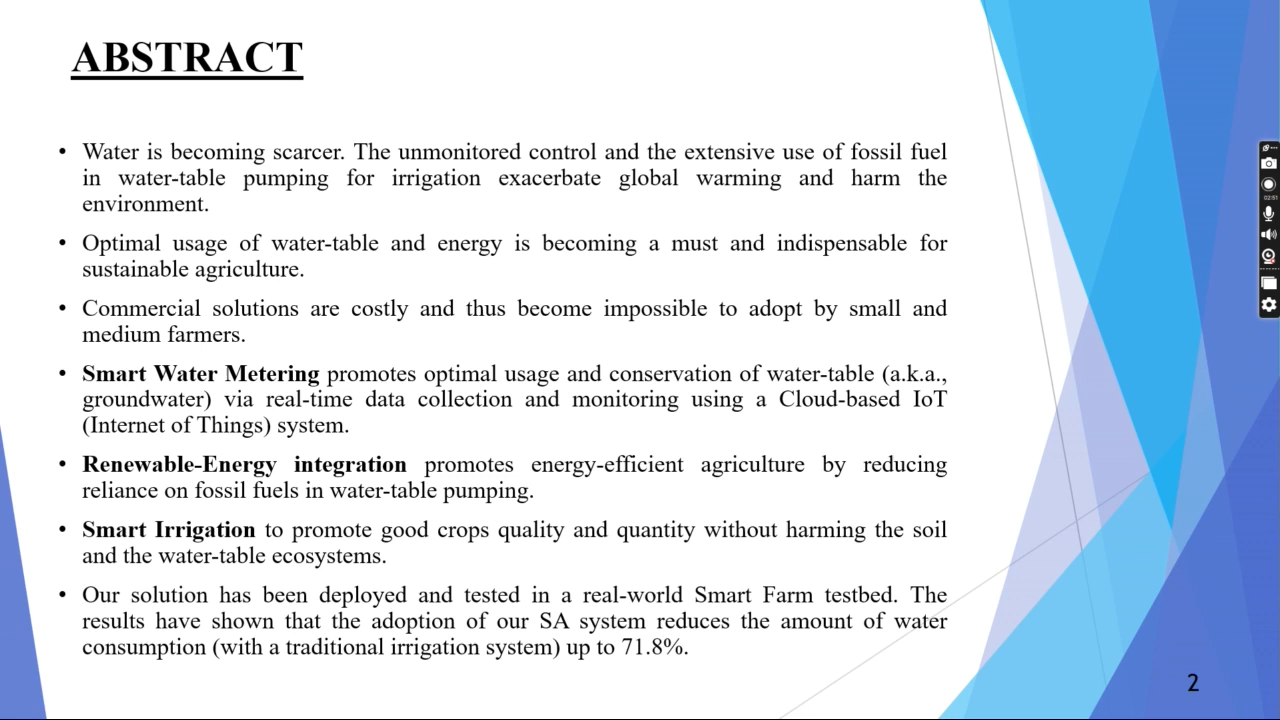 ABSTRACT
• Water is becoming scarcer. The unmonitored control and the extensive use of fossil fuel
in water-table pumping for irrigation exacerbate global warming and harm the
environment.
• Optimal usage of water-table and energy is becoming a must and indispensable for
sustainable agriculture.
• Commercial solutions are costly and thus become impossible to adopt by small and
medium farmers.
• Smart Water Metering promotes optimal usage and conservation of water-table (a.k.a.,
groundwater) via real-time data collection and monitoring using a Cloud-based IoT
(Internet of Things) system.
• Renewable-Energy integration promotes energy-efficient agriculture by reducing
reliance on fossil fuels in water-table pumping.
• Smart Irrigation to promote good crops quality and quantity without harming the soil
and the water-table ecosystems.
• Our solution has been deployed and tested in a real-world Smart Farm testbed. The
results have shown that the adoption of our SA system reduces the amount of water
consumption (with a traditional irrigation system) up to 71.8%.
2
02:51